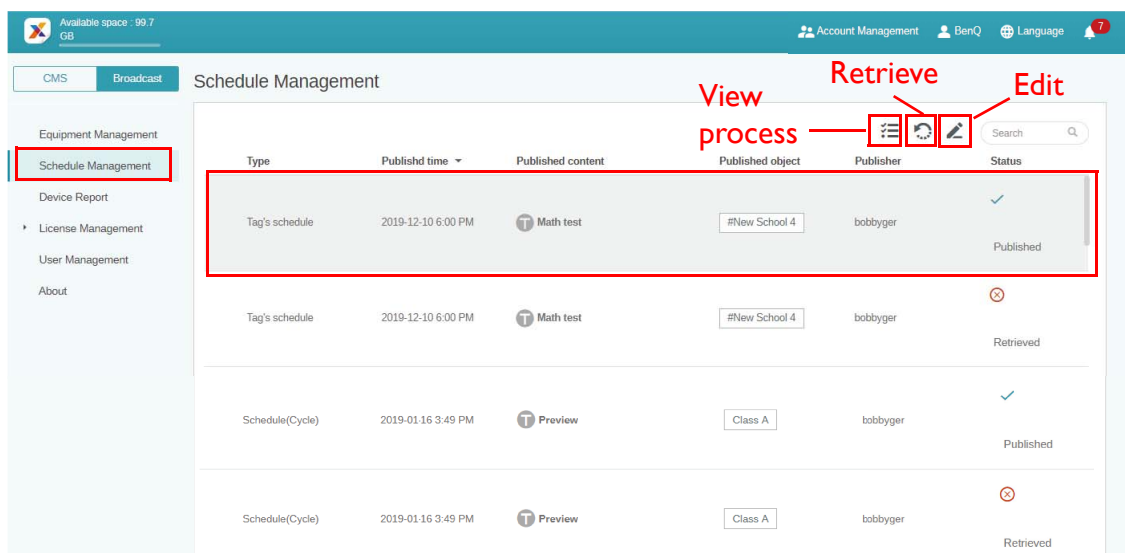 Available space : 99.7
GB
Account Management
BenQ
Language
7
CMS
Broadcast
Schedule Management
View
process
Retrieve
Edit
Search
Equipment Management
Schedule Management
Device Report
License Management
User Management
About
Type
Publishd time
Published content
Published object
Publisher
Status
Tag's schedule
2019-12-10 6:00 PM
T
Math test
#New School 4
bobbyger
Published
Tag's schedule
2019-12-10 6:00 PM
T
Math test
#New School 4
bobbyger
Retrieved
Schedule(Cycle)
2019-01-16 3:49 PM
T
Preview
Class A
bobbyger
Published
Schedule(Cycle)
2019-01-16 3:49 PM
T
Preview
Class A
bobbyger
Retrieved